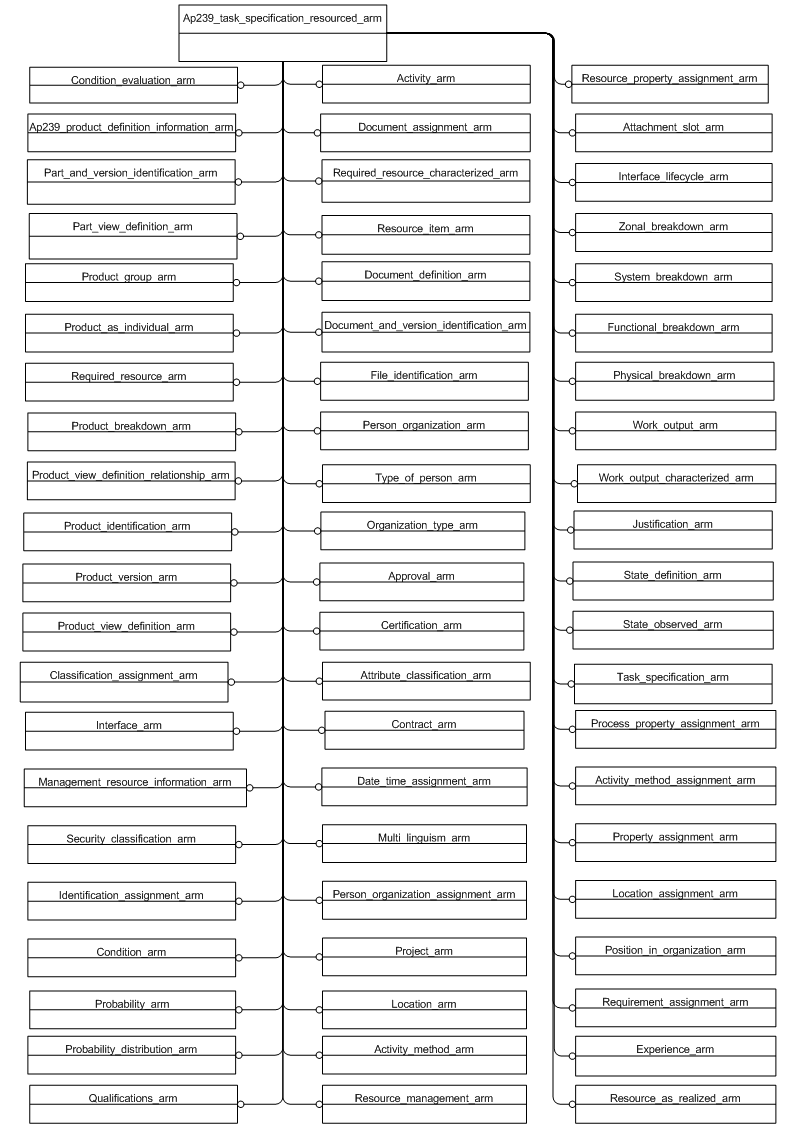 Ap239_task_specification_resourced_arm
Condition_evaluation_arm
Activity_arm
Resource_property_assignment_arm
Ap239_product_definition_information_arm
Document_assignment_arm
Attachment_slot_arm
Part_and_version_identification_arm
Required_resource_characterized_arm
Interface_lifecycle_arm
Part_view_definition_arm
Resource_item_arm
Zonal_breakdown_arm
Product_group_arm
Document_definition_arm
System_breakdown_arm
Product_as_individual_arm
Document_and_version_identification_arm
Functional_breakdown_arm
Required_resource_arm
File_identification_arm
Physical_breakdown_arm
Product_breakdown_arm
Person_organization_arm
Work_output_arm
Product_view_definition_relationship_arm
Type_of_person_arm
Work_output_characterized_arm
Product_identification_arm
Organization_type_arm
Justification_arm
Product_version_arm
Approval_arm
State_definition_arm
Product_view_definition_arm
Certification_arm
State_observed_arm
Classification_assignment_arm
Attribute_classification_arm
Task_specification_arm
Interface_arm
Contract_arm
Process_property_assignment_arm
Management_resource_information_arm
Date_time_assignment_arm
Activity_method_assignment_arm
Security_classification_arm
Multi_linguism_arm
Property_assignment_arm
Identification_assignment_arm
Person_organization_assignment_arm
Location_assignment_arm
Condition_arm
Project_arm
Position_in_organization_arm
Probability_arm
Location_arm
Requirement_assignment_arm
Probability_distribution_arm
Activity_method_arm
Experience_arm
Qualifications_arm
Resource_management_arm
Resource_as_realized_arm